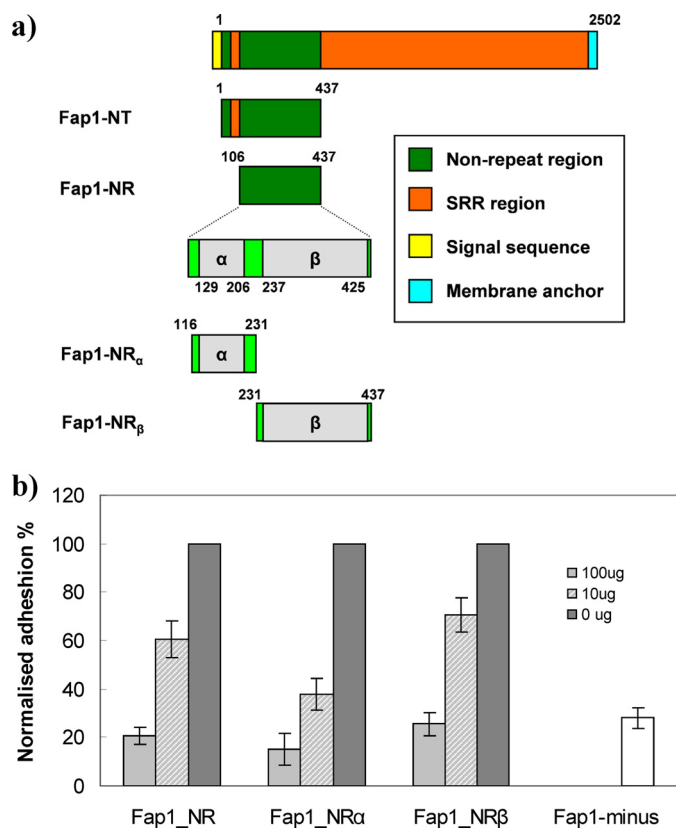 a)
1 2502
1 437
Fap1-NT
106 437
Fap1-NR
α β
129 206 237 425
116 231
Fap1-NRα
α
231 437
Fap1-NRβ
β
Non-repeat region
SRR region
Signal sequence
Membrane anchor
b)
Normalised adheshion %
120
100
80
60
40
20
0
100ug
10ug
0 ug
Fap1_NR Fap1_NRα Fap1_NRβ Fap1-minus